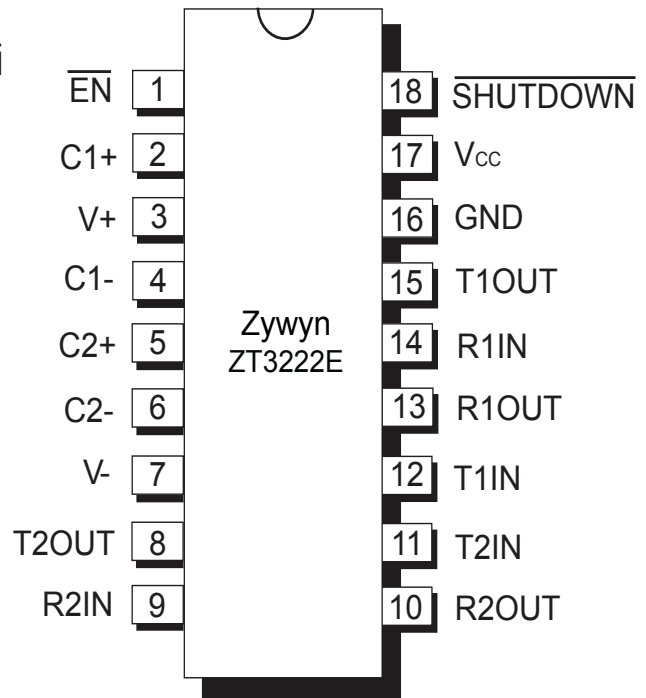 i
EN 1 18 SHUTDOWN
C1+ 2 17 Vcc
V+ 3 16 GND
C1- 4 15 T1OUT
Zywyn
ZT3222E
C2+ 5 14 R1IN
C2- 6 13 R1OUT
V- 7 12 T1IN
T2OUT 8 11 T2IN
R2IN 9 10 R2OUT